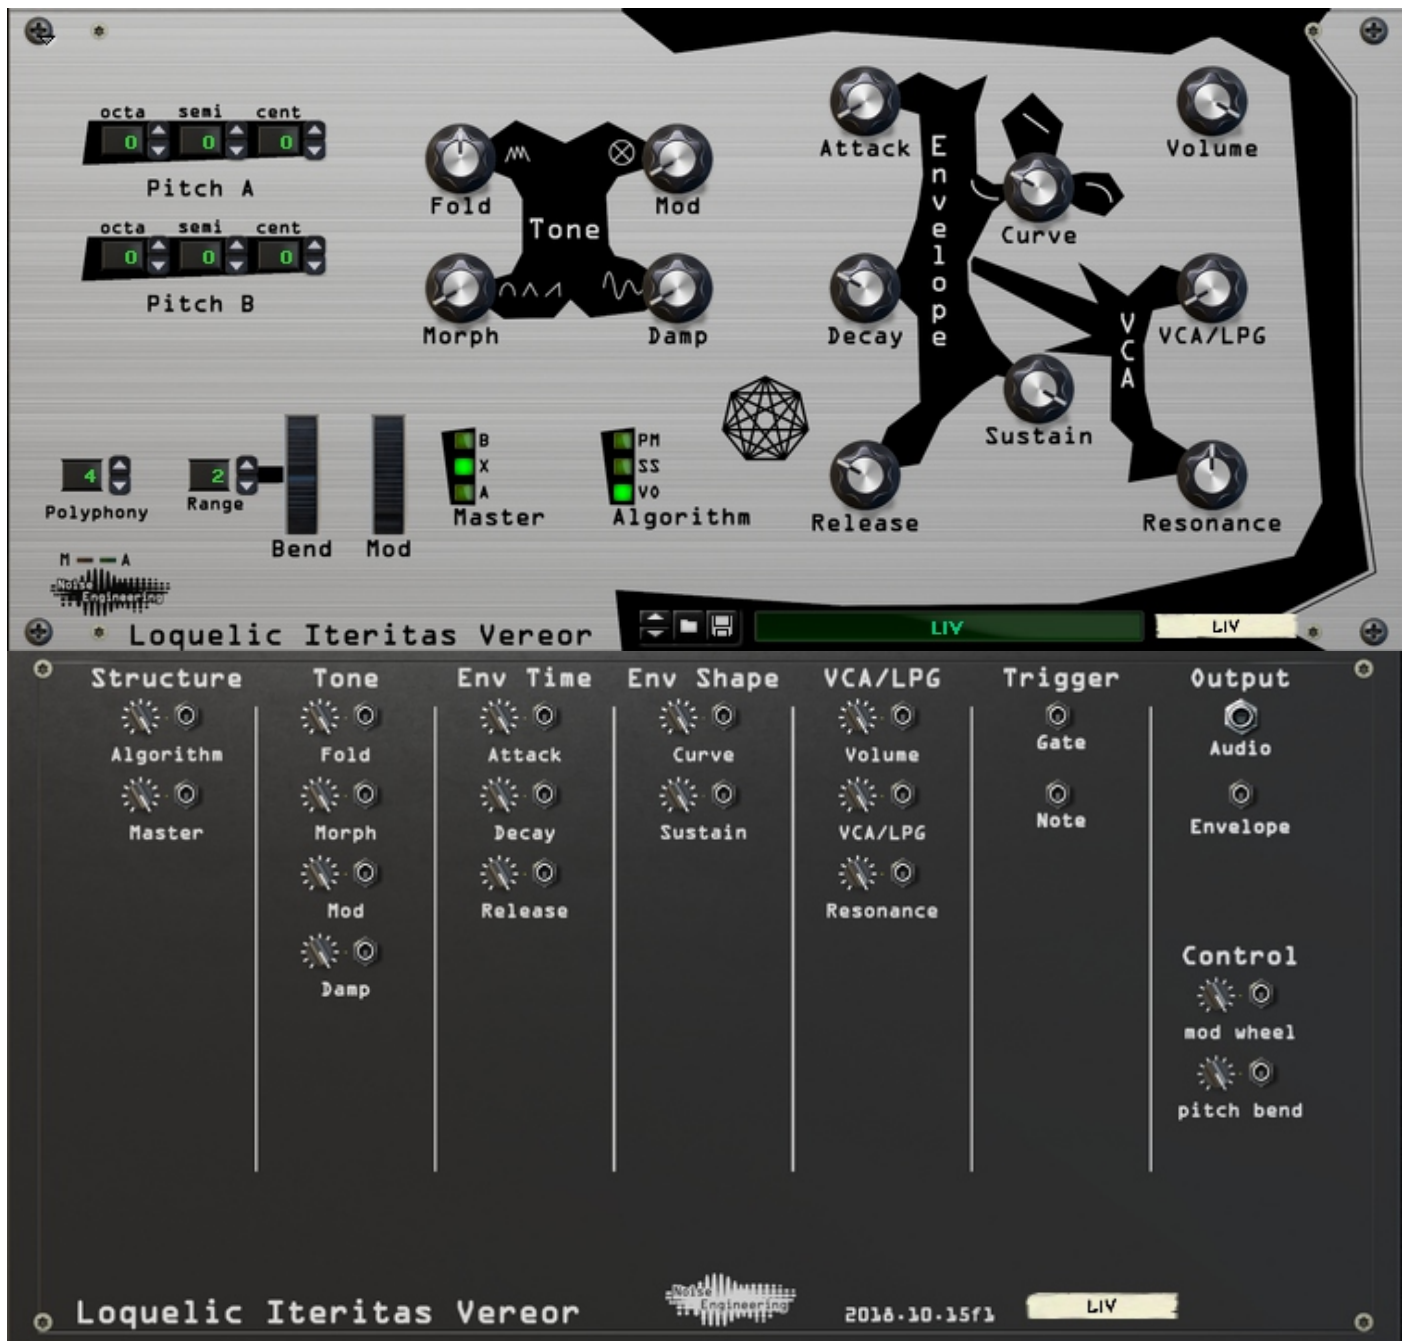 octa semi cent
0 0 0
Pitch A
octa semi cent
0 0 0
Pitch B
Fold
Mod
Tone
Morph
Damp
Attack
Envelope
Volume
Curve
Decay
VCA
VCA/LPG
Sustain
Release
Resonance
4
Polyphony
2
Range
Bend
Mod
B
X
A
Master
PM
SS
VO
Algorithm
M A
Noise
Engineering
Loquelic Iteritas Vereor
LIV
LIV
Structure Tone Env Time Env Shape VCA/LPG Trigger Output
Algorithm Fold Attack Curve Volume Gate Audio
Master Morph Decay Sustain VCA/LPG Note Envelope
Mod Release Resonance
Control
Damp
mod wheel
pitch bend
Loquelic Iteritas Vereor
Noise
Engineering
2018.10.15f1
LIV